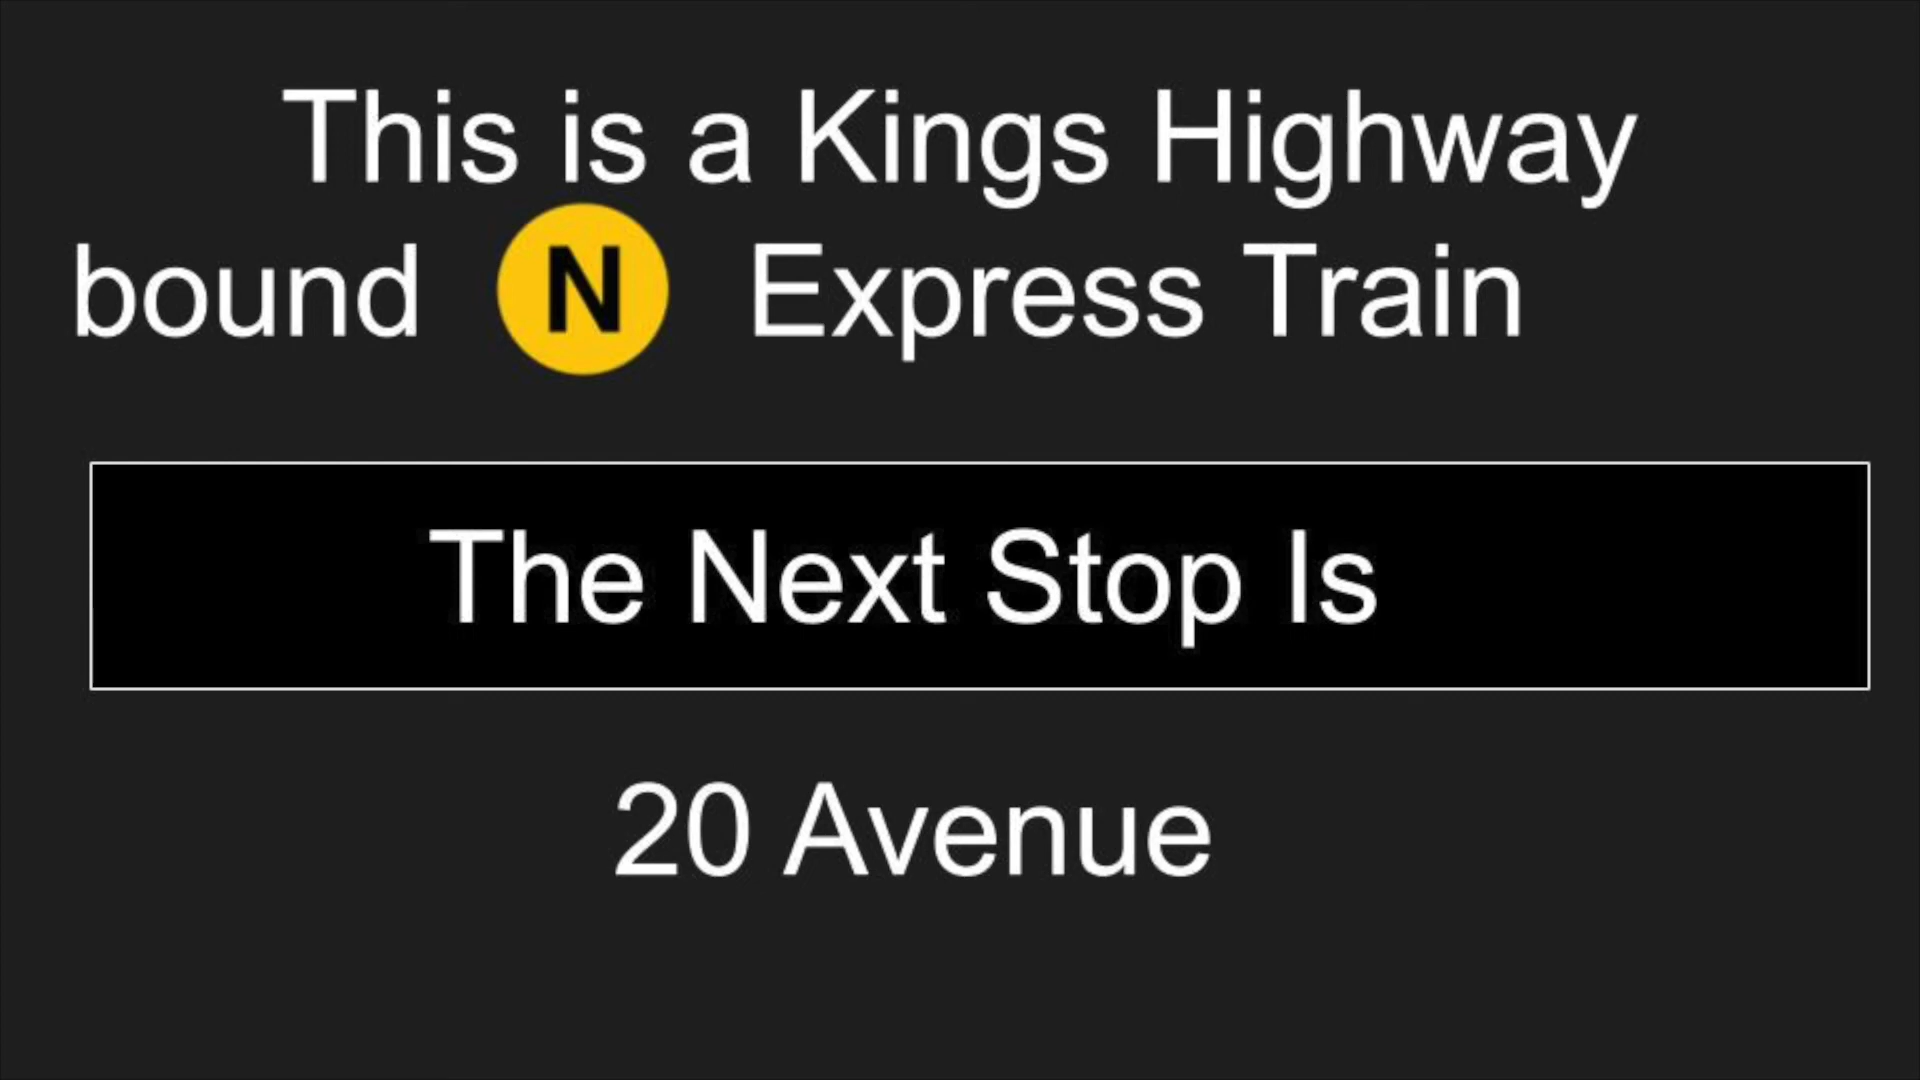 This is a Kings Highway
bound N Express Train
The Next Stop Is
20 Avenue